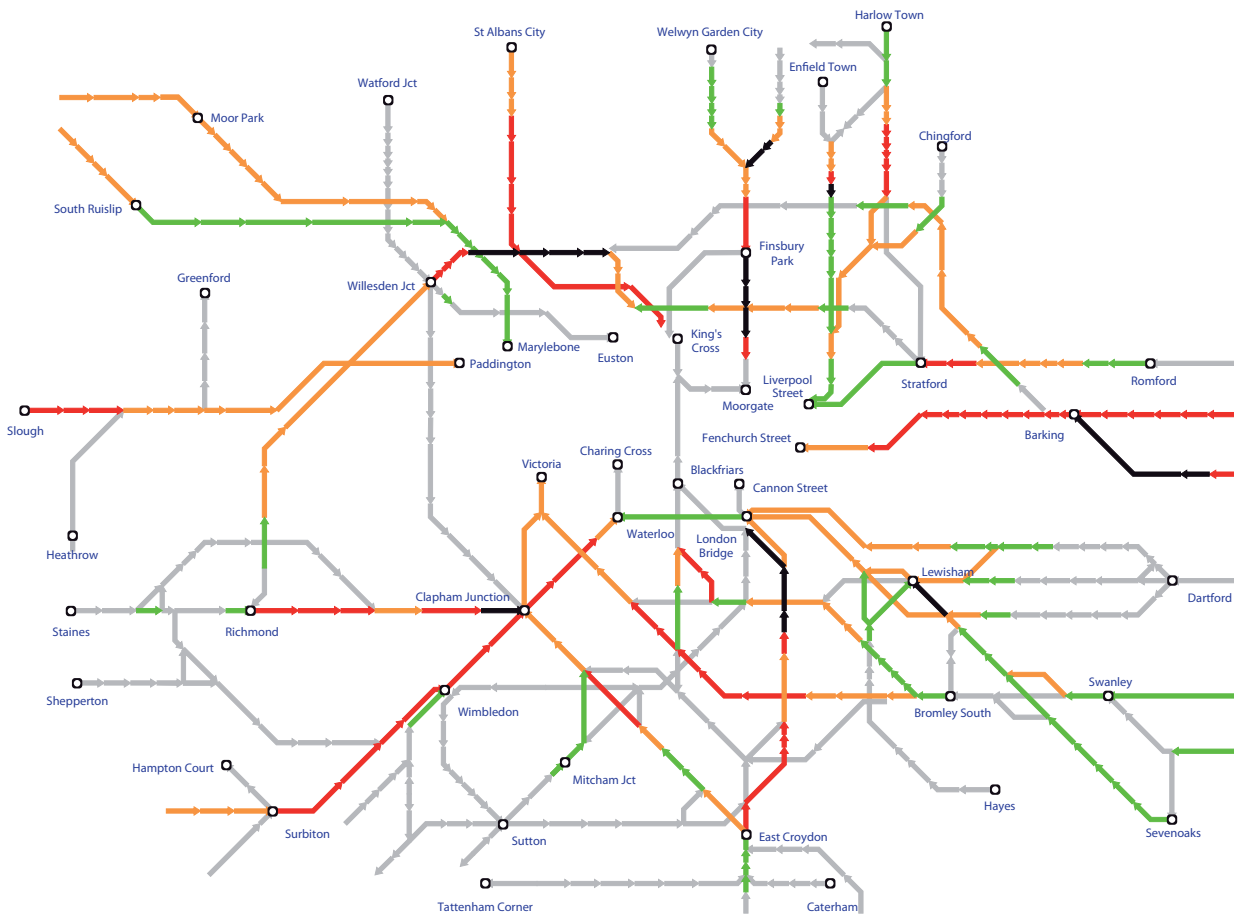 Harlow Town
St Albans City
Welwyn Garden City
Enfield Town
Watford Jct
Moor Park
Chingford
South Ruislip
Finsbury
Park
Greenford
Willesden Jct
King's
Cross
Marylebone
Euston
Paddington
Stratford
Romford
Liverpool
Street
Moorgate
Slough
Barking
Fenchurch Street
Charing Cross
Victoria
Blackfriars
Cannon Street
Waterloo
London
Bridge
Heathrow
Lewisham
Clapham Junction
Dartford
Staines
Richmond
Swanley
Shepperton
Wimbledon
Bromley South
Hampton Court
Mitcham Jct
Hayes
Surbiton
Sutton
East Croydon
Sevenoaks
Tattenham Corner
Caterham